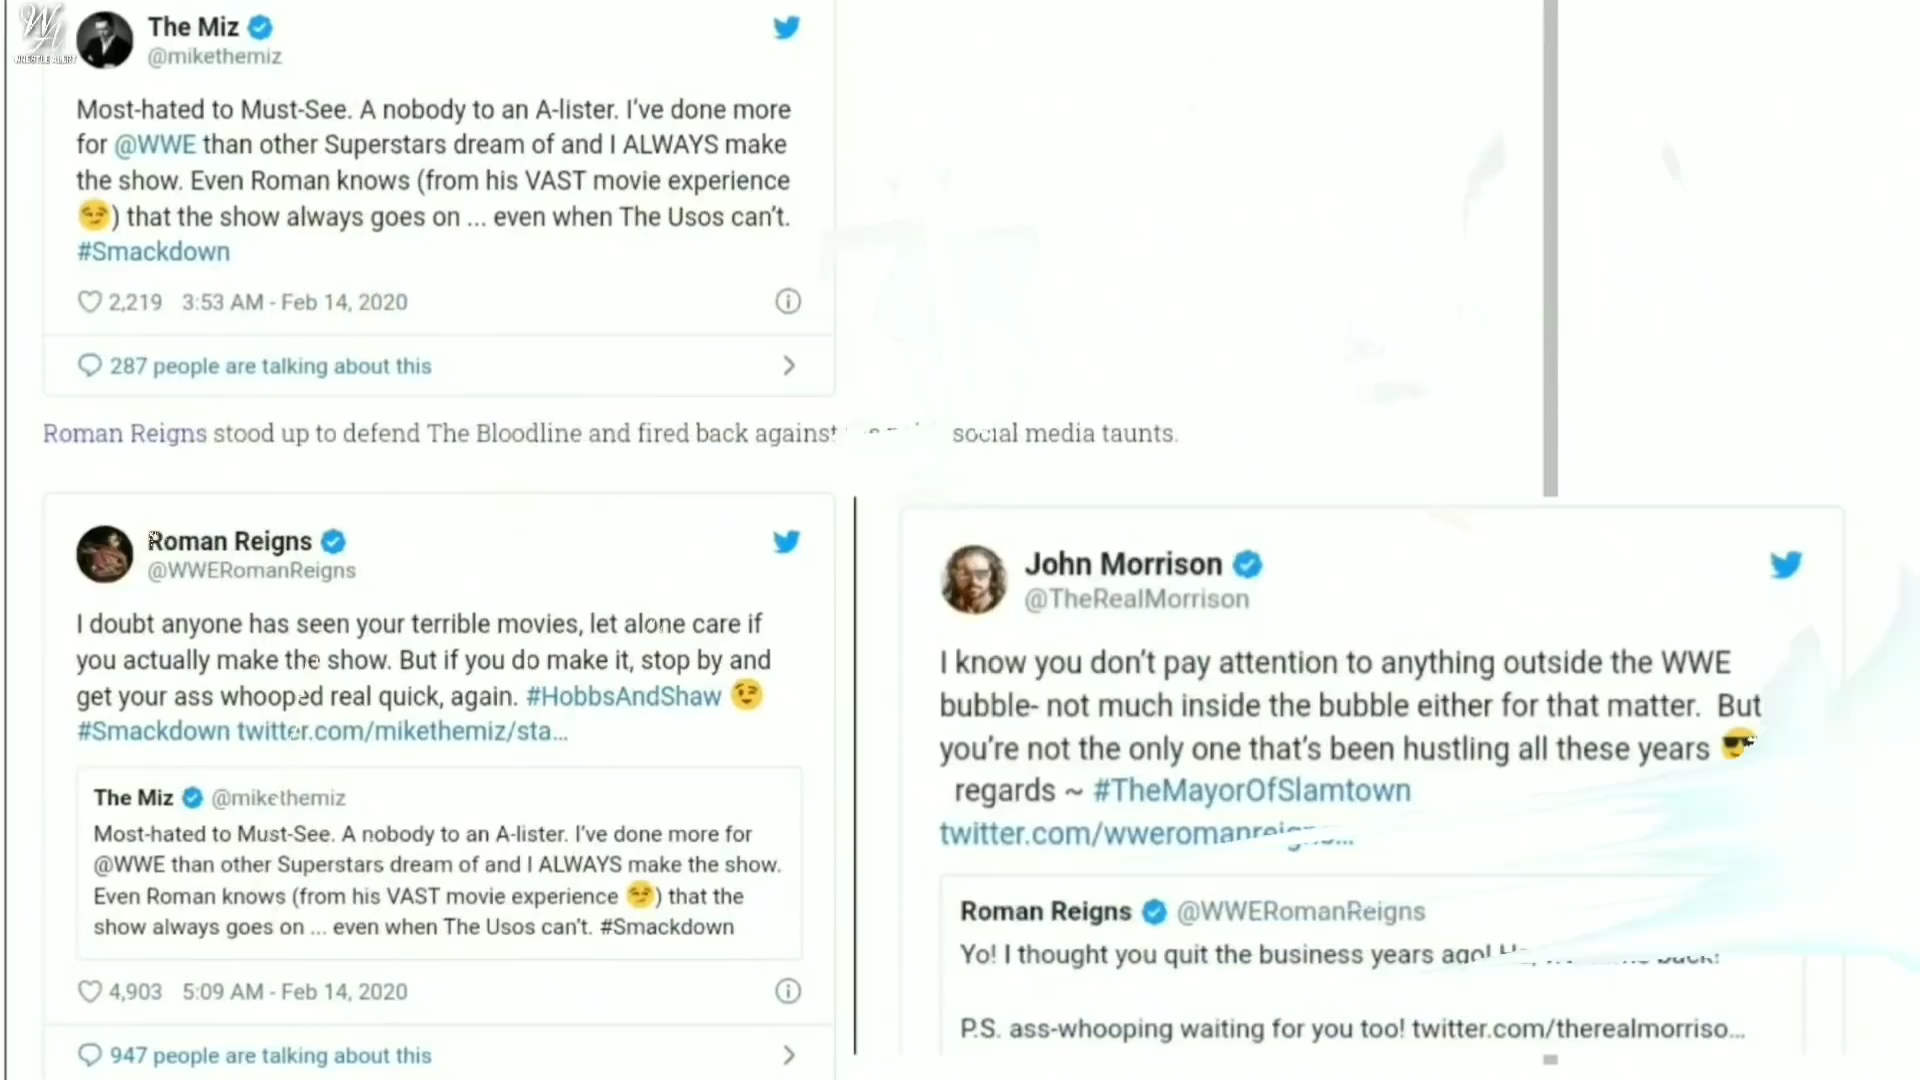 WRESTLE ALERT
The Miz
@mikethemiz
Most-hated to Must-See. A nobody to an A-lister. I've done more
for @WWE than other Superstars dream of and I ALWAYS make
the show. Even Roman knows (from his VAST movie experience
😏) that the show always goes on ... even when The Usos can't.
#Smackdown
2,219 3:53 AM - Feb 14, 2020
287 people are talking about this
Roman Reigns stood up to defend The Bloodline and fired back against social media taunts.
Roman Reigns
@WWERomanReigns
I doubt anyone has seen your terrible movies, let alone care if
you actually make the show. But if you do make it, stop by and
get your ass whooped real quick, again. #HobbsAndShaw 😉
#Smackdown twitter.com/mikethemiz/sta...
The Miz @mikethemiz
Most-hated to Must-See. A nobody to an A-lister. I've done more for
@WWE than other Superstars dream of and I ALWAYS make the show.
Even Roman knows (from his VAST movie experience 😏) that the
show always goes on ... even when The Usos can't. #Smackdown
4,903 5:09 AM - Feb 14, 2020
947 people are talking about this
John Morrison
@TheRealMorrison
I know you don't pay attention to anything outside the WWE
bubble- not much inside the bubble either for that matter. But
you're not the only one that's been hustling all these years 😎
regards ~ #TheMayorOfSlamtown
twitter.com/wweromanreigns...
Roman Reigns @WWERomanReigns
Yo! I thought you quit the business years ago! back!
P.S. ass-whooping waiting for you too! twitter.com/therealmorriso...